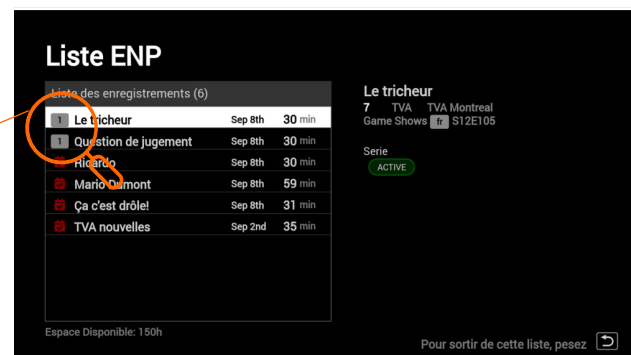 Liste ENP
Liste des enregistrements (6)
1 Le tricheur Sep 8th 30 min
1 Question de jugement Sep 8th 30 min
Ricardo Sep 8th 30 min
Mario Dumont Sep 8th 59 min
Ça c'est drôle! Sep 8th 31 min
TVA nouvelles Sep 2nd 35 min
Espace Disponible: 150h
Le tricheur
7 TVA TVA Montreal
Game Shows fr S12E105
Serie
ACTIVE
Pour sortir de cette liste, pesez